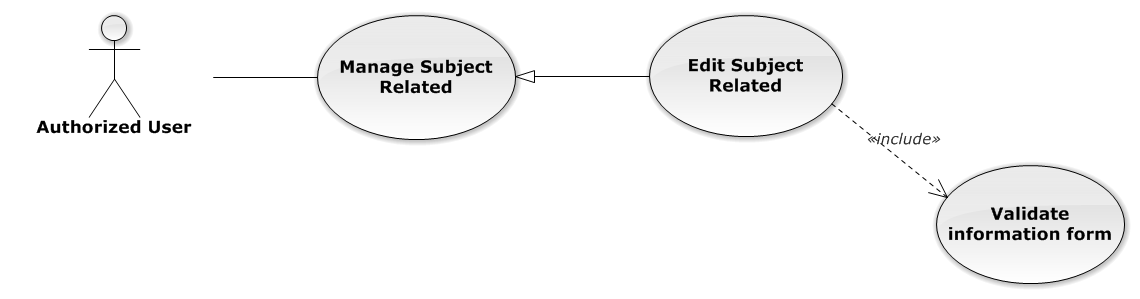 Authorized User
Manage Subject
Related
Edit Subject
Related
«include»
Validate
information form